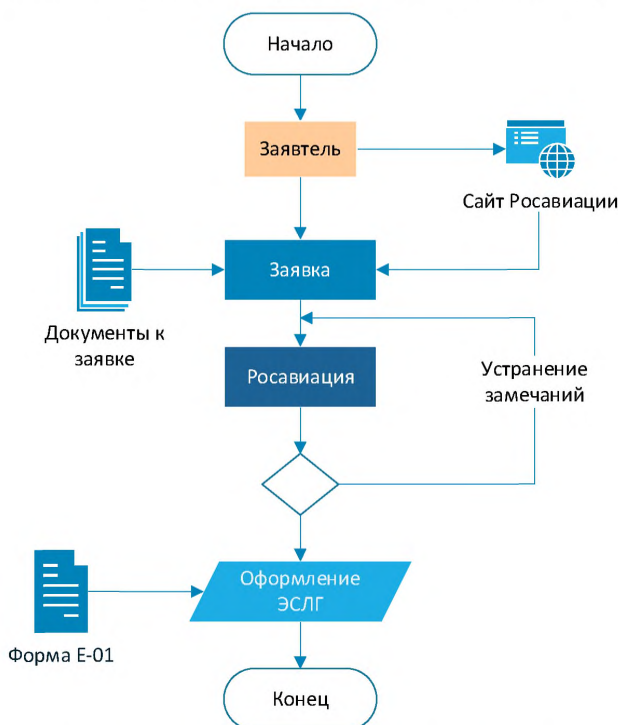 Начало
Заявтель
Сайт Росавиации
Заявка
Документы к
заявке
Росавиация
Устранение
замечаний
Оформление
ЭСЛГ
Форма Е-01
Конец